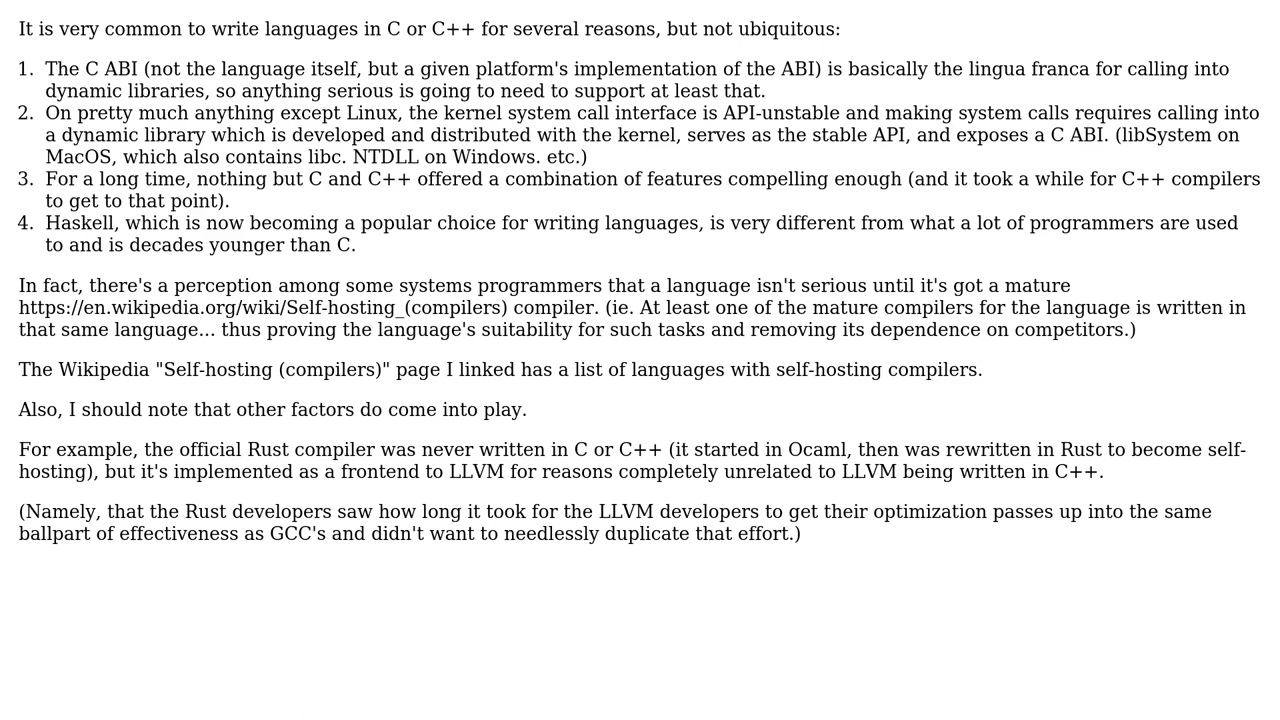 It is very common to write languages in C or C++ for several reasons, but not ubiquitous:
1. The C ABI (not the language itself, but a given platform's implementation of the ABI) is basically the lingua franca for calling into
dynamic libraries, so anything serious is going to need to support at least that.
2. On pretty much anything except Linux, the kernel system call interface is API-unstable and making system calls requires calling into
a dynamic library which is developed and distributed with the kernel, serves as the stable API, and exposes a C ABI. (libSystem on
MacOS, which also contains libc. NTDLL on Windows. etc.)
3. For a long time, nothing but C and C++ offered a combination of features compelling enough (and it took a while for C++ compilers
to get to that point).
4. Haskell, which is now becoming a popular choice for writing languages, is very different from what a lot of programmers are used
to and is decades younger than C.
In fact, there's a perception among some systems programmers that a language isn't serious until it's got a mature
https://en.wikipedia.org/wiki/Self-hosting_(compilers) compiler. (ie. At least one of the mature compilers for the language is written in
that same language... thus proving the language's suitability for such tasks and removing its dependence on competitors.)
The Wikipedia "Self-hosting (compilers)" page I linked has a list of languages with self-hosting compilers.
Also, I should note that other factors do come into play.
For example, the official Rust compiler was never written in C or C++ (it started in Ocaml, then was rewritten in Rust to become self-
hosting), but it's implemented as a frontend to LLVM for reasons completely unrelated to LLVM being written in C++.
(Namely, that the Rust developers saw how long it took for the LLVM developers to get their optimization passes up into the same
ballpark of effectiveness as GCC's and didn't want to needlessly duplicate that effort.)